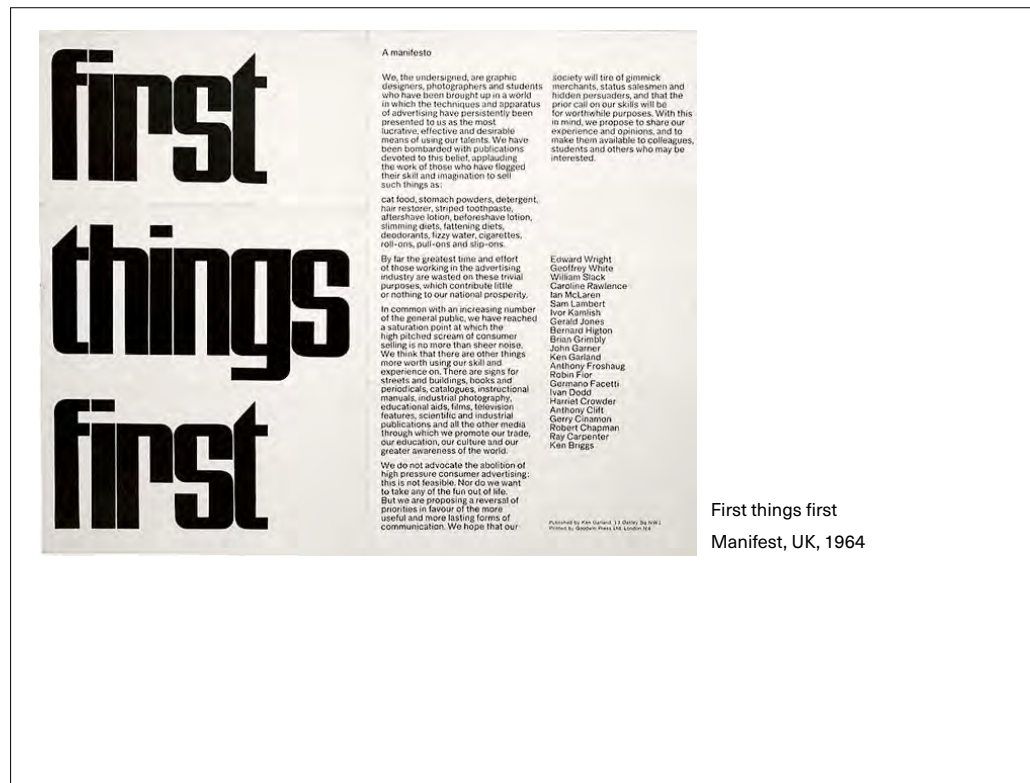 first
things
first
A manifesto
We, the undersigned, are graphic
designers, photographers and students
who have been brought up in a world
in which the techniques and apparatus
of advertising have persistently been
presented to us as the most
lucrative, effective and desirable
means of using our talents. We have
been bombarded with publications
devoted to this belief, applauding
the work of those who have flogged
their skill and imagination to sell
such things as:
cat food, stomach powders, detergent,
hair restorer, striped toothpaste,
aftershave lotion, beforeshave lotion,
slimming diets, fattening diets,
deodorants, fizzy water, cigarettes,
roll-ons, pull-ons and slip-ons.
By far the greatest time and effort
of those working in the advertising
industry are wasted on these trivial
purposes, which contribute little
or nothing to our national prosperity.
In common with an increasing number
of the general public, we have reached
a saturation point at which the
high pitched scream of consumer
selling is no more than sheer noise.
We think that there are other things
more worth using our skill and
experience on. There are signs for
streets and buildings, books and
periodicals, catalogues, instructional
manuals, industrial photography,
educational aids, films, television
features, scientific and industrial
publications and all the other media
through which we promote our trade,
our education, our culture and our
greater awareness of the world.
We do not advocate the abolition of
high pressure consumer advertising:
this is not feasible. Nor do we want
to take any of the fun out of life.
But we are proposing a reversal of
priorities in favour of the more
useful and more lasting forms of
communication. We hope that our
society will tire of gimmick
merchants, status salesmen and
hidden persuaders, and that the
prior call on our skills will be
for worthwhile purposes. With this
in mind, we propose to share our
experience and opinions, and to
make them available to colleagues,
students and others who may be
interested.
Edward Wright
Geoffrey White
William Slack
Caroline Rawlence
Ian McLaren
Sam Lambert
Ivor Kamlish
Gerald Jones
Bernard Higton
Brian Grimbly
John Garner
Ken Garland
Anthony Froshaug
Robin Fior
Germano Facetti
Ivan Dodd
Harriet Crowder
Anthony Clift
Gerry Cinamon
Robert Chapman
Ray Carpenter
Ken Briggs
Published by Ken Garland, 13 Oakley Sq NW1
Printed by Goodwin Press Ltd. London N4
First things first
Manifest, UK, 1964